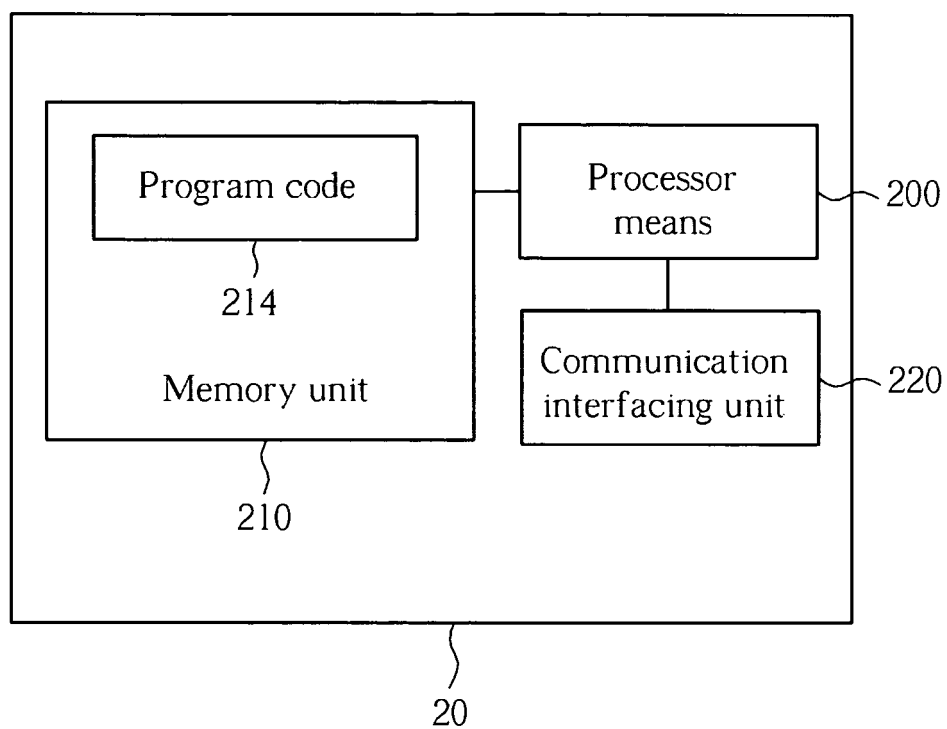 Program code
214
Memory unit
210
Processor
means
200
Communication
interfacing unit
220
20